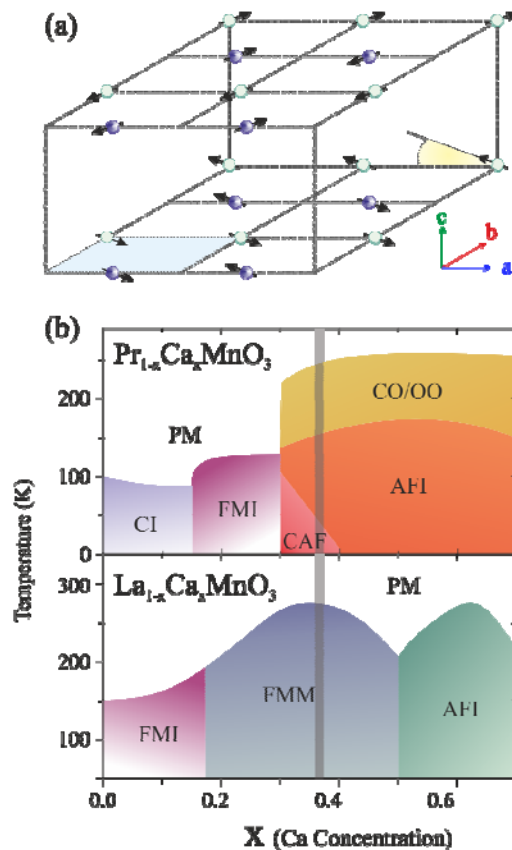 (a)
c
b
a
(b)
Pr1-xCaxMnO3
200
100
0
PM
CO/OO
CI
FMI
CAF
AFI
La1-xCaxMnO3
300
200
100
PM
FMI
FMM
AFI
Temperature (K)
0.0 0.2 0.4 0.6
X (Ca Concentration)